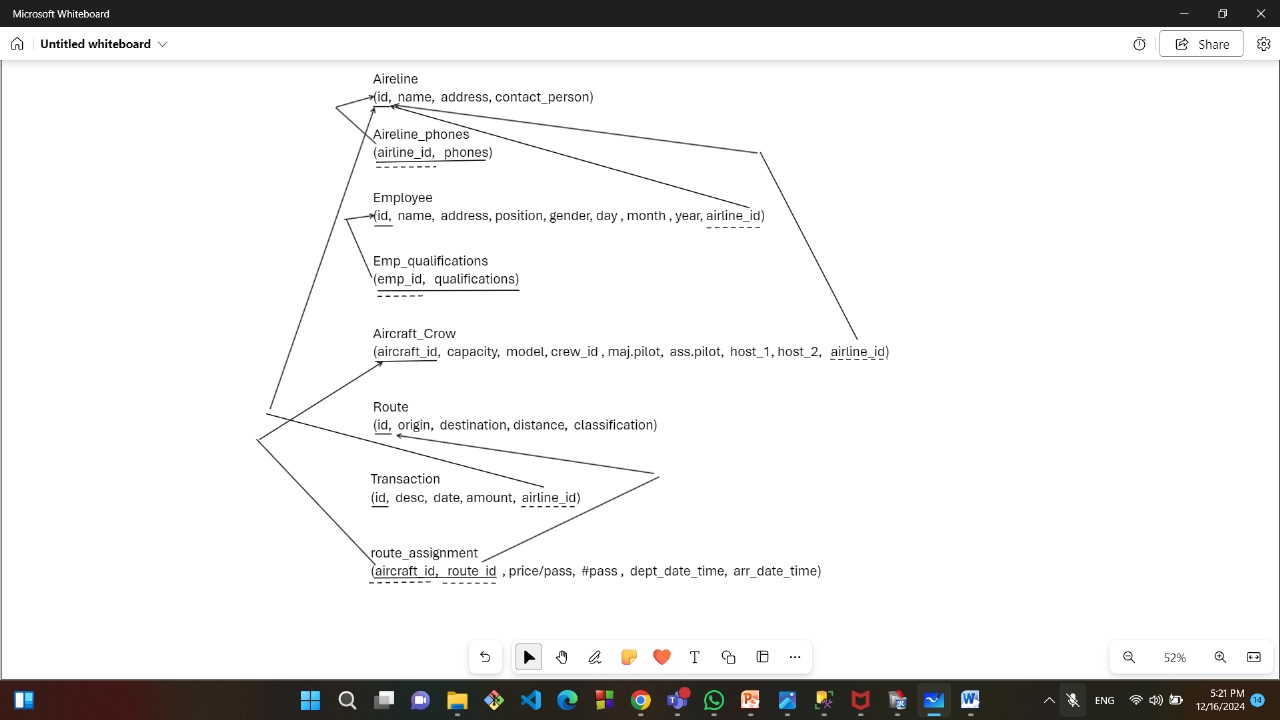 Microsoft Whiteboard
Untitled whiteboard
Share
Aireline
(id, name, address, contact_person)
Aireline_phones
(airline_id, phones)
Employee
(id, name, address, position, gender, day , month , year, airline_id)
Emp_qualifications
(emp_id, qualifications)
Aircraft_Crow
(aircraft_id, capacity, model, crew_id , maj.pilot, ass.pilot, host_1, host_2, airline_id)
Route
(id, origin, destination, distance, classification)
Transaction
(id, desc, date, amount, airline_id)
route_assignment
(aircraft_id, route_id , price/pass, #pass , dept_date_time, arr_date_time)
52%
ENG
5:21 PM
12/16/2024
14